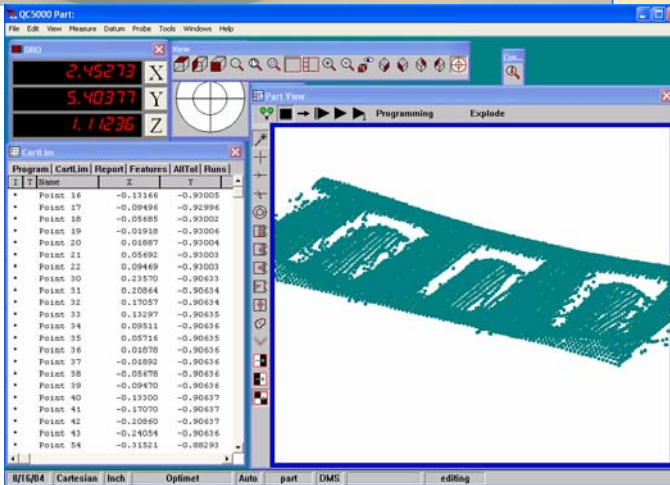 QC5000 Part:
File Edit View Measure Datum Probe Tools Windows Help
DRO
View
2.45273 X
5.40377 Y
1.11236 Z
Part View
Programming Explode
CartLim
Program CartLim Report Features AllTol Runs
I T Name X Y
Point 16 -0.13166 -0.93005
Point 17 -0.09496 -0.92996
Point 18 -0.05685 -0.93002
Point 19 -0.01918 -0.93006
Point 20 0.01887 -0.93004
Point 21 0.05692 -0.93003
Point 22 0.09469 -0.93003
Point 30 0.23570 -0.90633
Point 31 0.20864 -0.90634
Point 32 0.17057 -0.90634
Point 33 0.13297 -0.90635
Point 34 0.09511 -0.90636
Point 35 0.05716 -0.90635
Point 36 0.01878 -0.90636
Point 37 -0.01892 -0.90636
Point 38 -0.05678 -0.90636
Point 39 -0.09470 -0.90636
Point 40 -0.13300 -0.90637
Point 41 -0.17070 -0.90637
Point 42 -0.20860 -0.90637
Point 43 -0.24054 -0.90636
Point 54 -0.31521 -0.88293
8/16/04 Cartesian Inch Optimet Auto part DMS editing